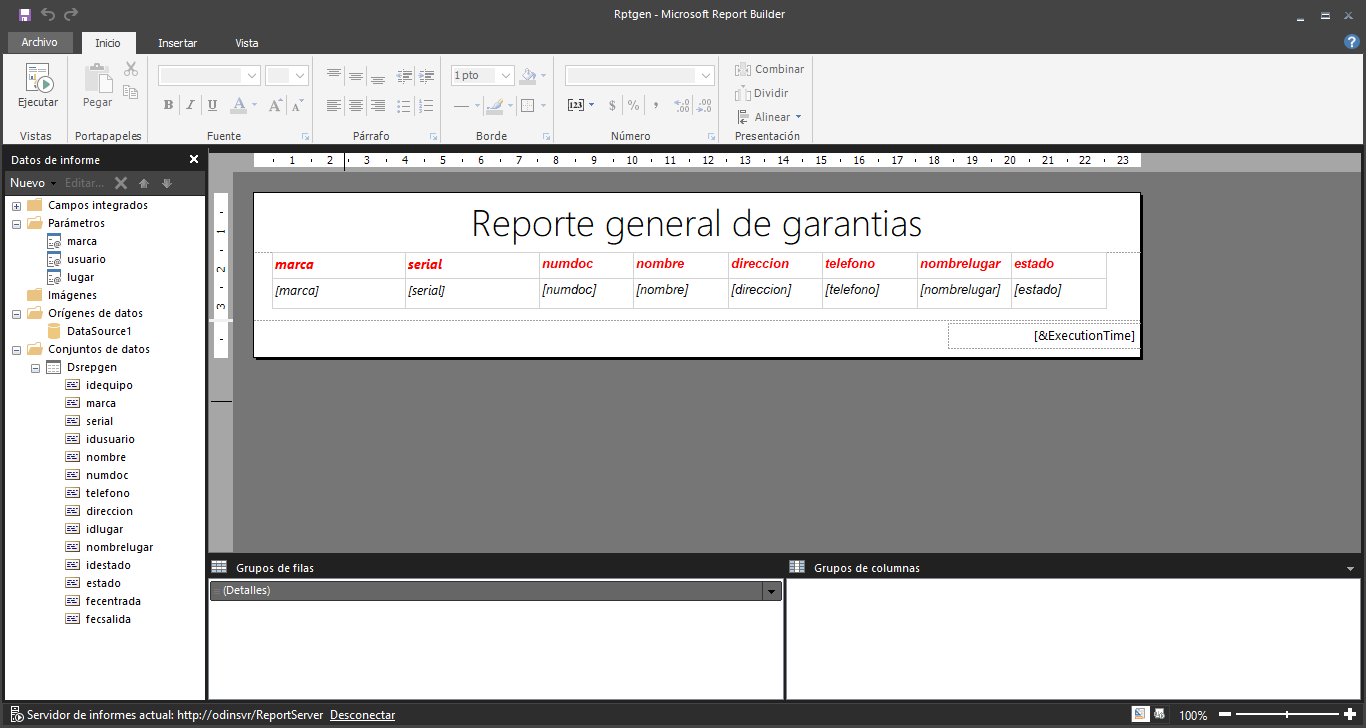 Rptgen - Microsoft Report Builder
Archivo Inicio Insertar Vista
Ejecutar Pegar 1 pto Combinar
B I U A A A 123 $ % , Dividir
Alinear
Vistas Portapapeles Fuente Párrafo Borde Número Presentación
Datos de informe
Nuevo Editar...
Campos integrados
Parámetros
marca
usuario
lugar
Imágenes
Orígenes de datos
DataSource1
Conjuntos de datos
Dsrepgen
idequipo
marca
serial
idusuario
nombre
numdoc
telefono
direccion
idlugar
nombrelugar
idestado
estado
fecentrada
fecsalida
1 2 3 4 5 6 7 8 9 10 11 12 13 14 15 16 17 18 19 20 21 22 23
1
2
3
Reporte general de garantias
marca serial numdoc nombre direccion telefono nombrelugar estado
[marca] [serial] [numdoc] [nombre] [direccion] [telefono] [nombrelugar] [estado]
[&ExecutionTime]
Grupos de filas Grupos de columnas
(Detalles)
Servidor de informes actual: http://odinsvr/ReportServer Desconectar 100%